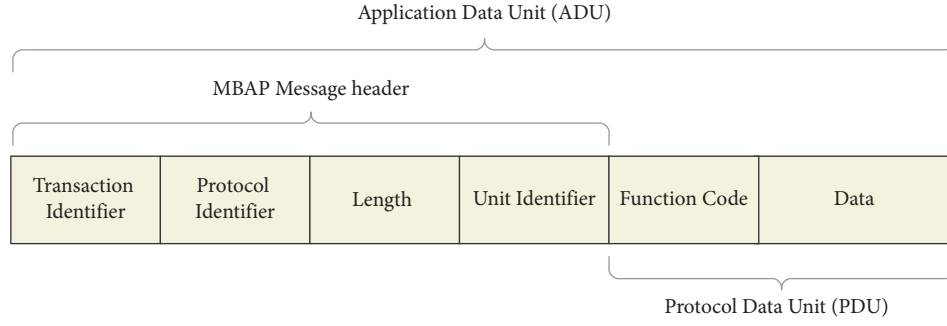 Application Data Unit (ADU)
MBAP Message header
Transaction
Identifier
Protocol
Identifier
Length
Unit Identifier
Function Code
Data
Protocol Data Unit (PDU)